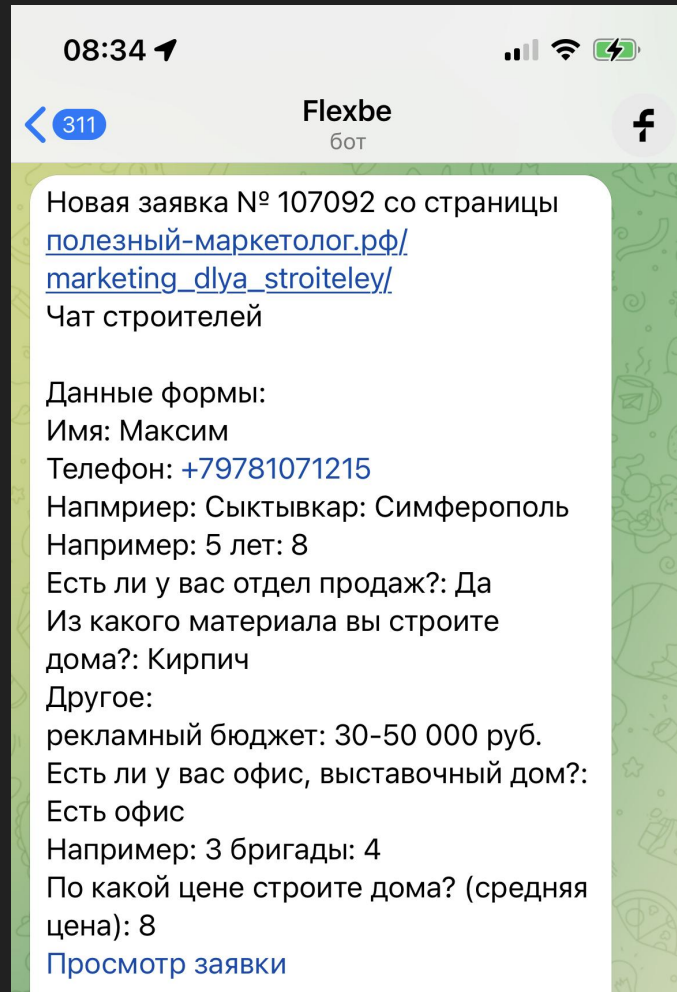 08:34
311
Flexbe
бот
Новая заявка № 107092 со страницы
полезный-маркетолог.рф/
marketing_dlya_stroiteley/
Чат строителей
Данные формы:
Имя: Максим
Телефон: +79781071215
Напмриер: Сыктывкар: Симферополь
Например: 5 лет: 8
Есть ли у вас отдел продаж?: Да
Из какого материала вы строите
дома?: Кирпич
Другое:
рекламный бюджет: 30-50 000 руб.
Есть ли у вас офис, выставочный дом?:
Есть офис
Например: 3 бригады: 4
По какой цене строите дома? (средняя
цена): 8
Просмотр заявки